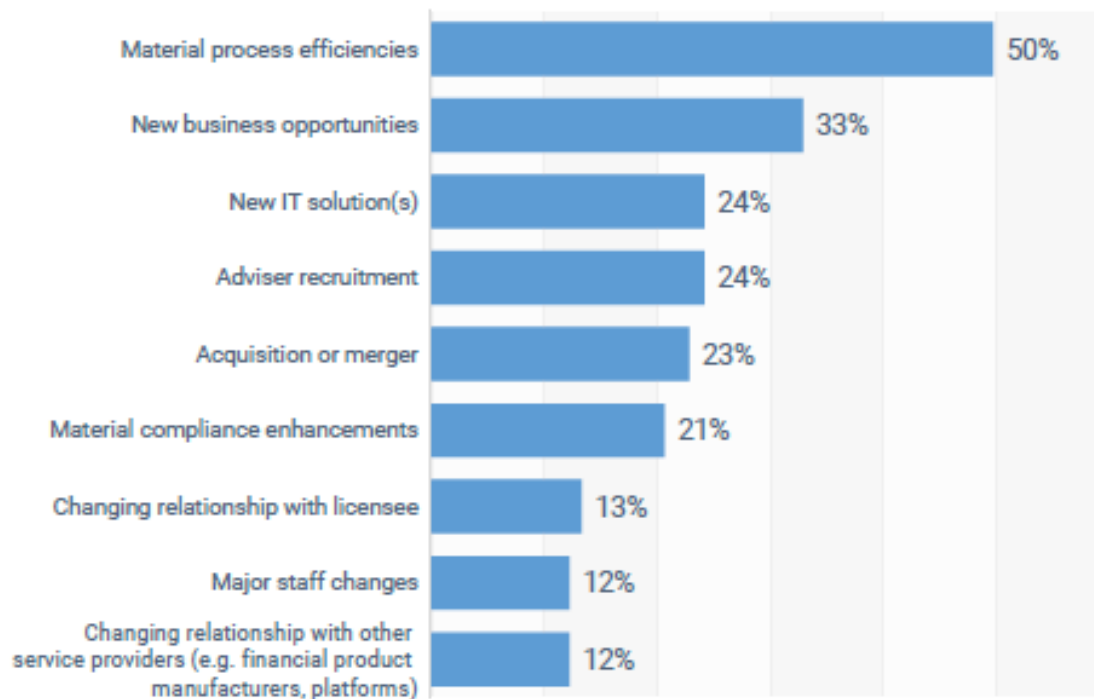 Material process efficiencies 50%
New business opportunities 33%
New IT solution(s) 24%
Adviser recruitment 24%
Acquisition or merger 23%
Material compliance enhancements 21%
Changing relationship with licensee 13%
Major staff changes 12%
Changing relationship with other
service providers (e.g. financial product 12%
manufacturers, platforms)